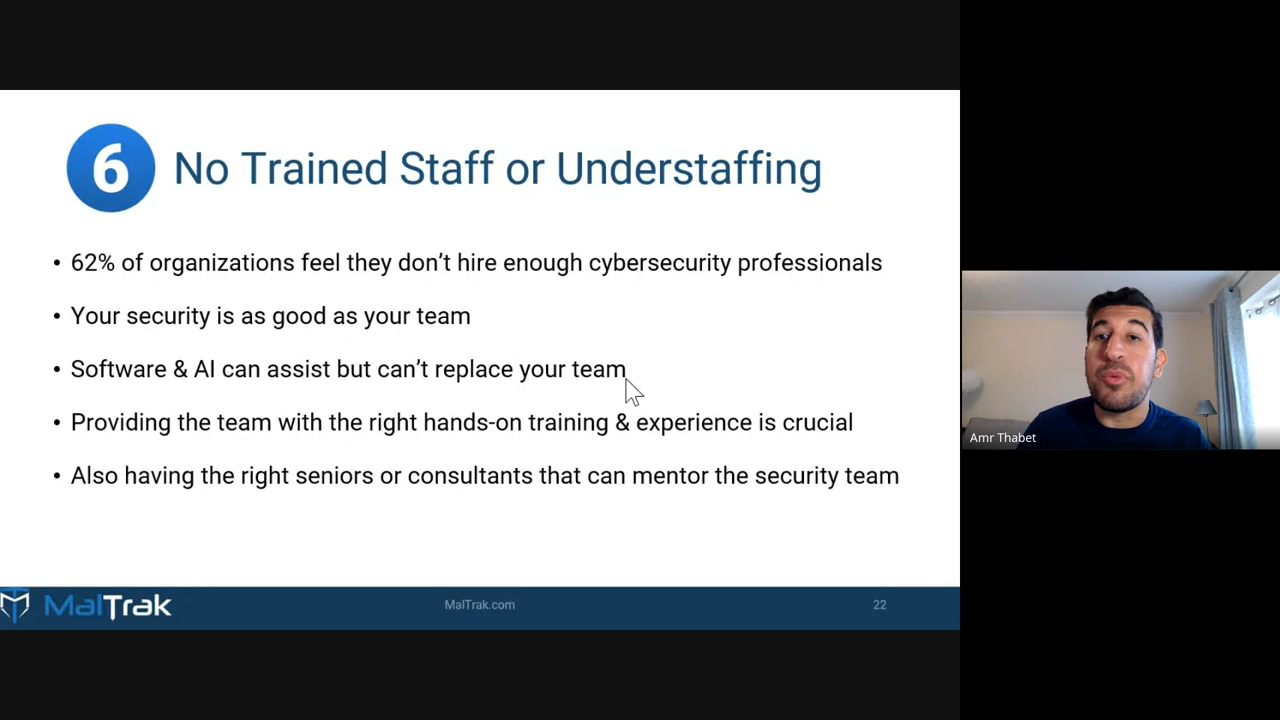 6
No Trained Staff or Understaffing
• 62% of organizations feel they don’t hire enough cybersecurity professionals
• Your security is as good as your team
• Software & AI can assist but can’t replace your team
• Providing the team with the right hands-on training & experience is crucial
• Also having the right seniors or consultants that can mentor the security team
Amr Thabet
MalTrak
MalTrak.com
22